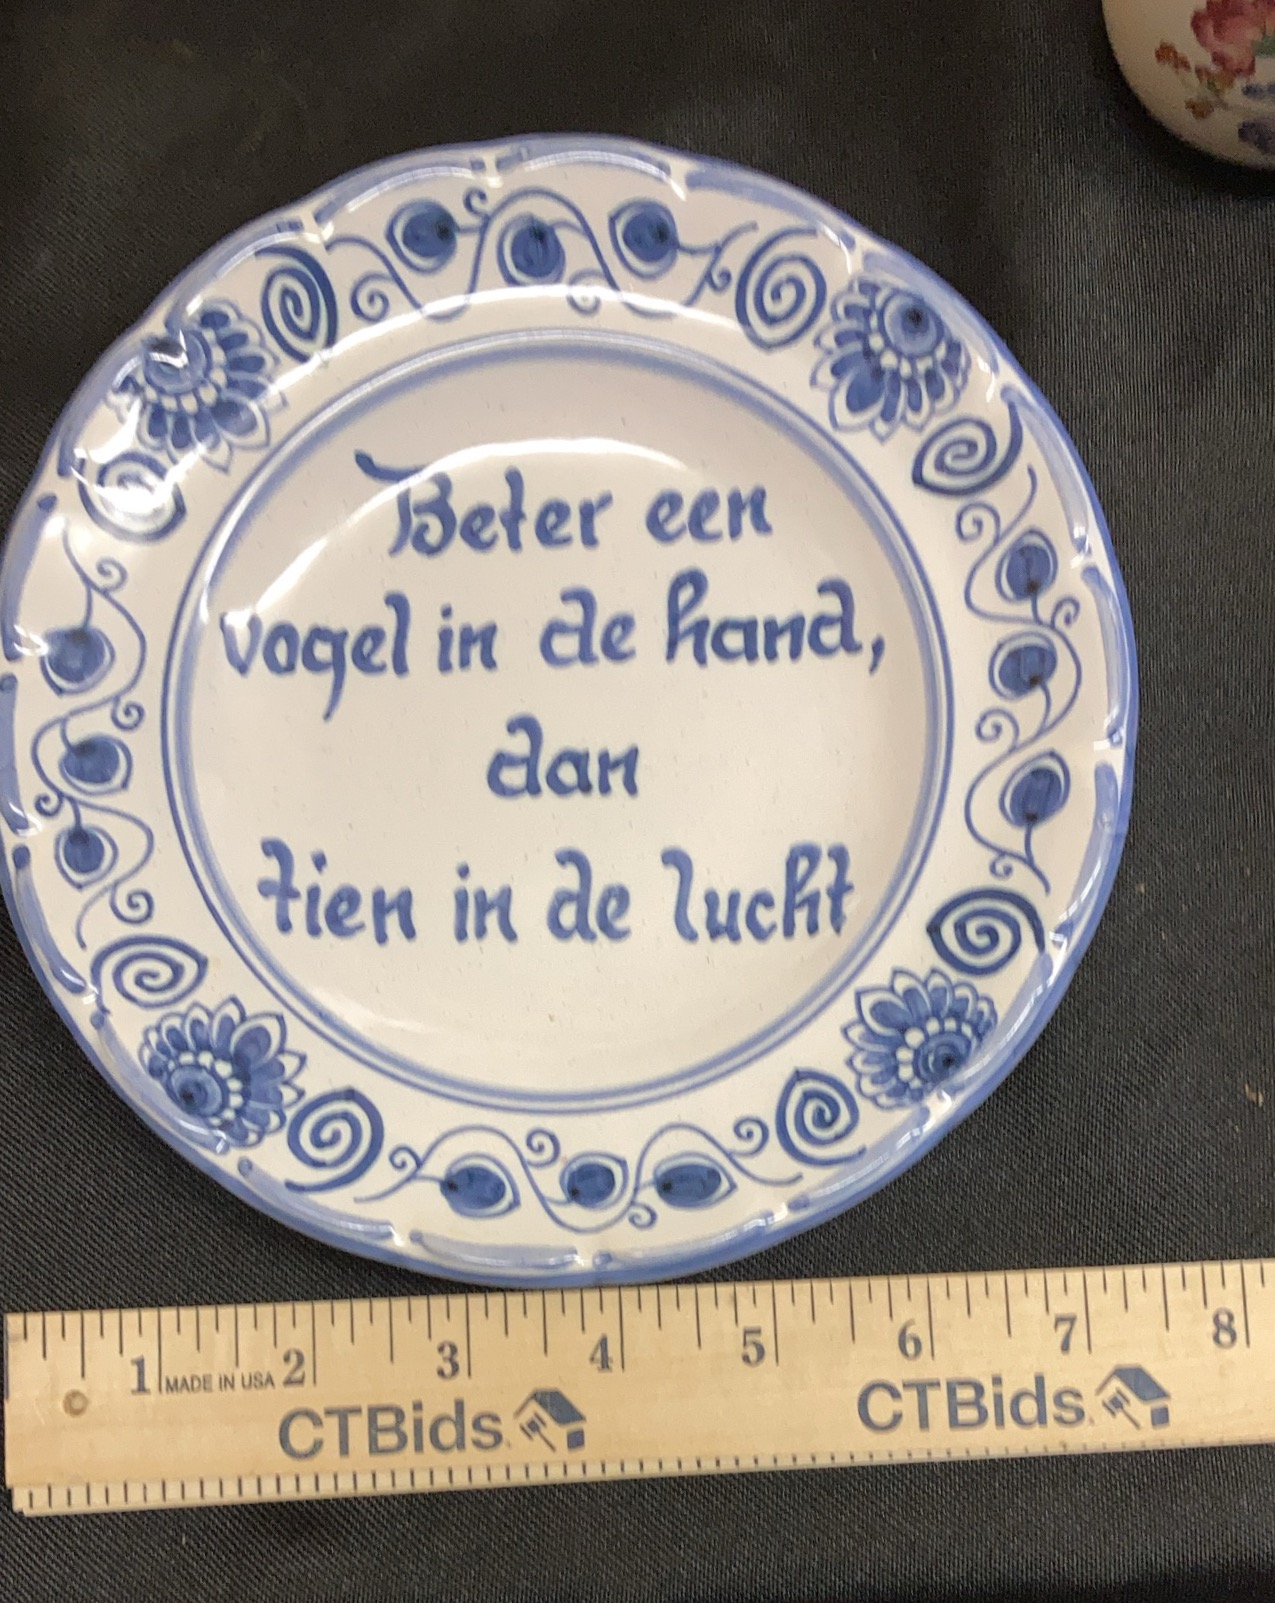 Beter een
vogel in de hand,
dan
tien in de lucht
1 MADE IN USA 2 3 4 5 6 7 8
CTBids. CTBids.